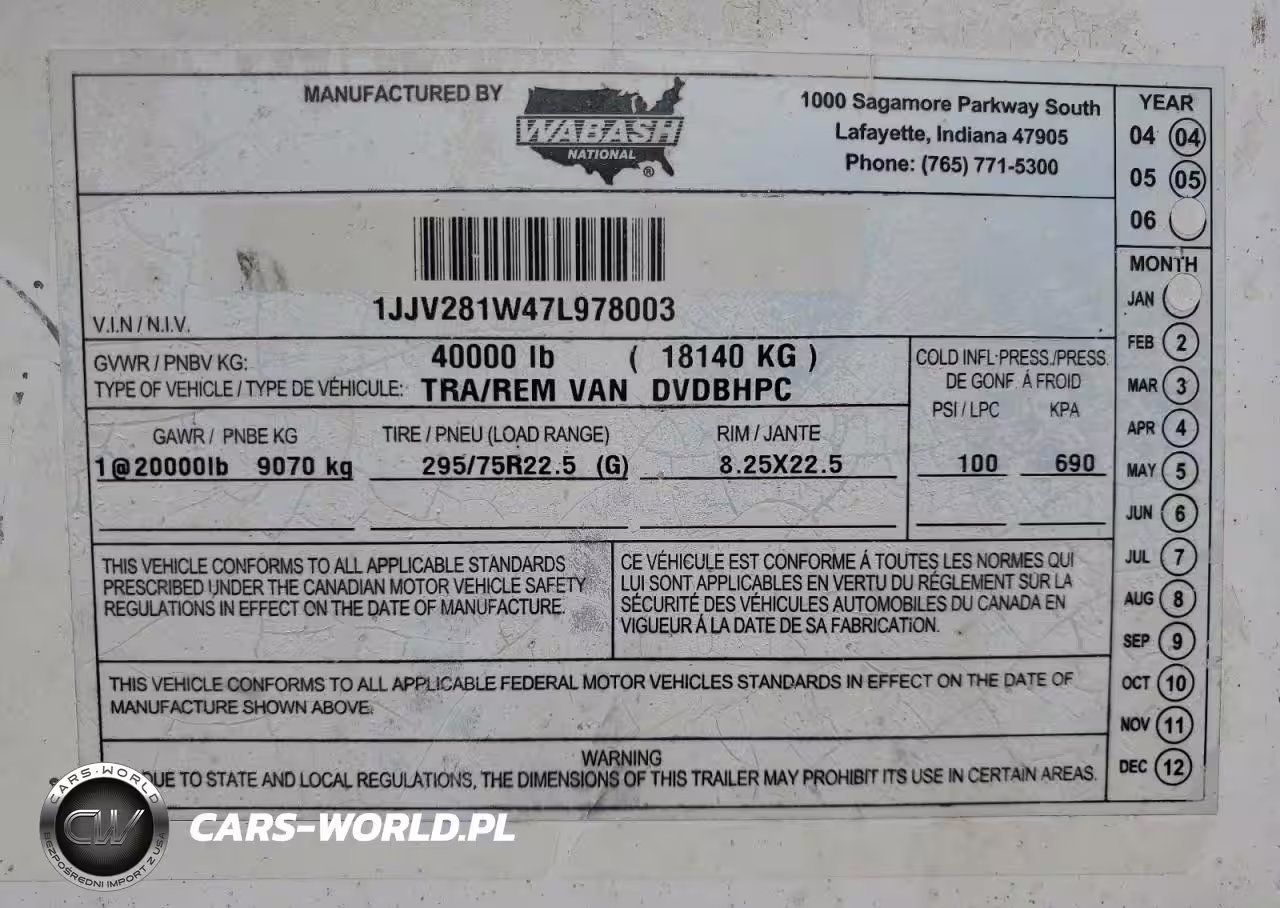 MANUFACTURED BY
WABASH
NATIONAL
®
1000 Sagamore Parkway South
Lafayette, Indiana 47905
Phone: (765) 771-5300
YEAR
04 04
05 05
06
1JJV281W47L978003
V.I.N / N.I.V.
GVWR / PNBV KG: 40000 lb ( 18140 KG )
TYPE OF VEHICLE / TYPE DE VÉHICULE: TRA/REM VAN DVDBHPC
GAWR / PNBE KG TIRE / PNEU (LOAD RANGE) RIM / JANTE
1@20000lb 9070 kg 295/75R22.5 (G) 8.25X22.5
COLD INFL·PRESS./PRESS.
DE GONF. Á FROID
PSI / LPC KPA
100 690
THIS VEHICLE CONFORMS TO ALL APPLICABLE STANDARDS
PRESCRIBED UNDER THE CANADIAN MOTOR VEHICLE SAFETY
REGULATIONS IN EFFECT ON THE DATE OF MANUFACTURE.
CE VÉHICULE EST CONFORME Á TOUTES LES NORMES QUI
LUI SONT APPLICABLES EN VERTU DU RÉGLEMENT SUR LA
SÉCURITÉ DES VÉHICULES AUTOMOBILES DU CANADA EN
VIGUEUR Á LA DATE DE SA FABRICATION.
THIS VEHICLE CONFORMS TO ALL APPLICABLE FEDERAL MOTOR VEHICLES STANDARDS IN EFFECT ON THE DATE OF
MANUFACTURE SHOWN ABOVE.
WARNING
DUE TO STATE AND LOCAL REGULATIONS, THE DIMENSIONS OF THIS TRAILER MAY PROHIBIT ITS USE IN CERTAIN AREAS.
MONTH
JAN
FEB 2
MAR 3
APR 4
MAY 5
JUN 6
JUL 7
AUG 8
SEP 9
OCT 10
NOV 11
DEC 12
CARS-WORLD
CW
BEZPOŚREDNI IMPORT Z USA
CARS-WORLD.PL